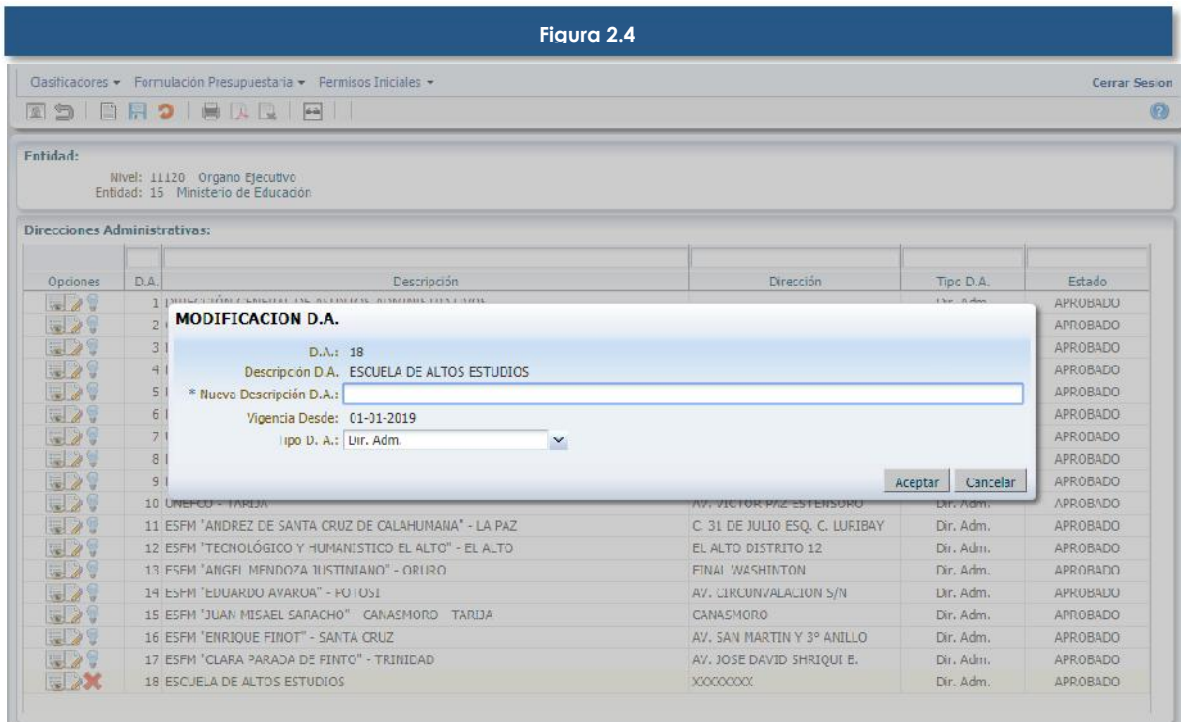 Figura 2.4
Clasificadores Formulación Presupuestaria Permisos Iniciales Cerrar Sesion
Entidad:
Nivel: 11120 Organo Ejecutivo
Entidad: 15 Ministerio de Educación
Direcciones Administrativas:
Opciones D.A. Descripción Dirección Tipo D.A. Estado
1 Dir. Adm. APROBADO
2 APROBADO
3 APROBADO
4 APROBADO
5 APROBADO
6 APROBADO
7 APROBADO
8 APROBADO
9 APROBADO
MODIFICACION D.A.
D.A.: 18
Descripción D.A. ESCUELA DE ALTOS ESTUDIOS
* Nueva Descripción D.A.:
Vigencia Desde: 01-01-2019
Tipo D. A.: Dir. Adm.
Aceptar Cancelar
10 UNEFCO - TARIJA AV. VICTOR PAZ ESTENSORO Dir. Adm. APROBADO
11 ESFM "ANDREZ DE SANTA CRUZ DE CALAHUMANA" - LA PAZ C. 31 DE JULIO ESQ. C. LURIBAY Dir. Adm. APROBADO
12 ESFM "TECNOLÓGICO Y HUMANISTICO EL ALTO" - EL ALTO EL ALTO DISTRITO 12 Dir. Adm. APROBADO
13 ESFM "ANGEL MENDOZA JUSTINIANO" - ORURO FINAL WASHINTON Dir. Adm. APROBADO
14 ESFM "EDUARDO AVAROA" - POTOSI AV. CIRCUNVALACION S/N Dir. Adm. APROBADO
15 ESFM "JUAN MISAEL SARACHO" CANASMORO TARIJA CANASMORO Dir. Adm. APROBADO
16 ESFM "ENRIQUE FINOT" - SANTA CRUZ AV. SAN MARTIN Y 3º ANILLO Dir. Adm. APROBADO
17 ESFM "CLARA PARADA DE PINTO" - TRINIDAD AV. JOSE DAVID SHRIQUI B. Dir. Adm. APROBADO
18 ESCUELA DE ALTOS ESTUDIOS XXXXXXXX Dir. Adm. APROBADO